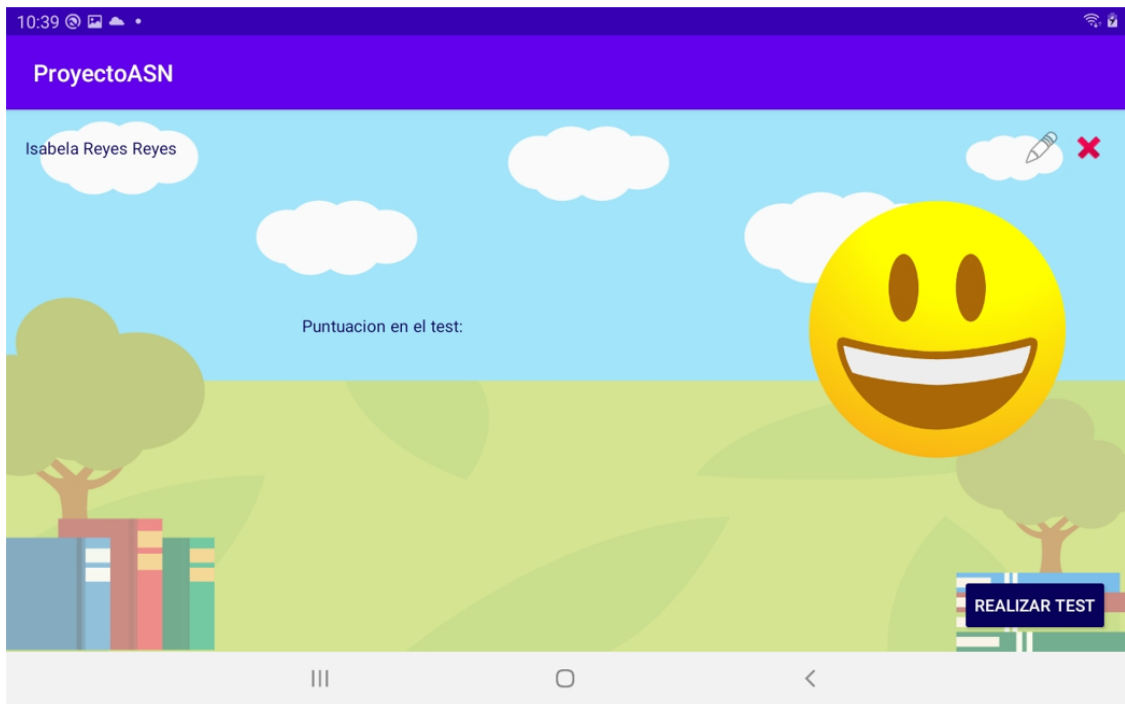 10:39
ProyectoASN
Isabela Reyes Reyes
Puntuacion en el test:
REALIZAR TEST